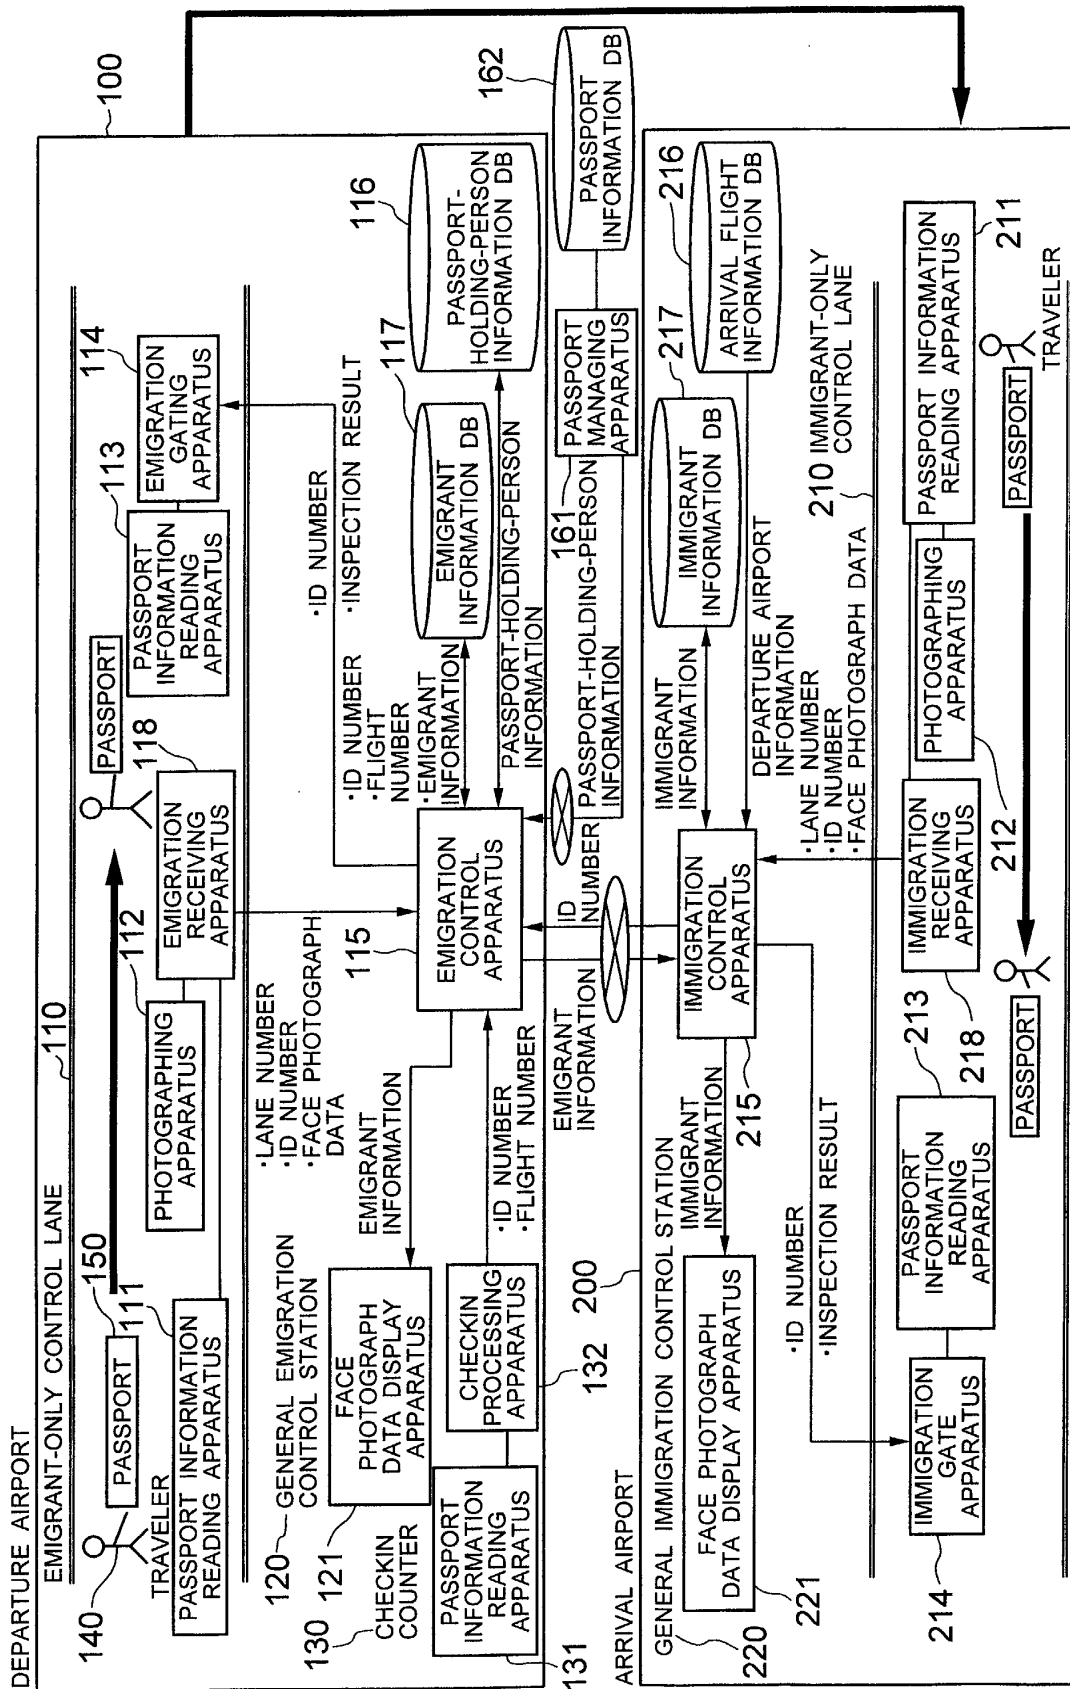 DEPARTURE AIRPORT
100
EMIGRANT-ONLY CONTROL LANE
110
140
TRAVELER
150
PASSPORT
111
PASSPORT INFORMATION
READING APPARATUS
112
PHOTOGRAPHING
APPARATUS
118
EMIGRATION
RECEIVING
APPARATUS
PASSPORT
113
PASSPORT
INFORMATION
READING
APPARATUS
114
EMIGRATION
GATING
APPARATUS
・LANE NUMBER
・ID NUMBER
・FACE PHOTOGRAPH
DATA
・ID NUMBER
・INSPECTION RESULT
120
GENERAL EMIGRATION
CONTROL STATION
121
FACE
PHOTOGRAPH
DATA DISPLAY
APPARATUS
EMIGRANT
INFORMATION
115
EMIGRATION
CONTROL
APPARATUS
・ID NUMBER
・FLIGHT
NUMBER
・EMIGRANT
INFORMATION
117
EMIGRANT
INFORMATION DB
116
PASSPORT-
HOLDING-PERSON
INFORMATION DB
PASSPORT-HOLDING-PERSON
INFORMATION
130
CHECKIN
COUNTER
131
PASSPORT
INFORMATION
READING
APPARATUS
132
CHECKIN
PROCESSING
APPARATUS
・ID NUMBER
・FLIGHT NUMBER
EMIGRANT
INFORMATION
ID NUMBER
PASSPORT-HOLDING-PERSON
INFORMATION
161
PASSPORT
MANAGING
APPARATUS
162
PASSPORT
INFORMATION DB
ARRIVAL AIRPORT
200
GENERAL IMMIGRATION CONTROL STATION
220
221
FACE PHOTOGRAPH
DATA DISPLAY APPARATUS
IMMIGRANT
INFORMATION
215
IMMIGRATION
CONTROL
APPARATUS
IMMIGRANT
INFORMATION
217
IMMIGRANT
INFORMATION DB
216
ARRIVAL FLIGHT
INFORMATION DB
DEPARTURE AIRPORT
INFORMATION
・ID NUMBER
・INSPECTION RESULT
・LANE NUMBER
・ID NUMBER
・FACE PHOTOGRAPH DATA
210
IMMIGRANT-ONLY
CONTROL LANE
214
IMMIGRATION
GATE
APPARATUS
213
PASSPORT
INFORMATION
READING
APPARATUS
218
IMMIGRATION
RECEIVING
APPARATUS
212
PHOTOGRAPHING
APPARATUS
211
PASSPORT INFORMATION
READING APPARATUS
PASSPORT
PASSPORT
TRAVELER